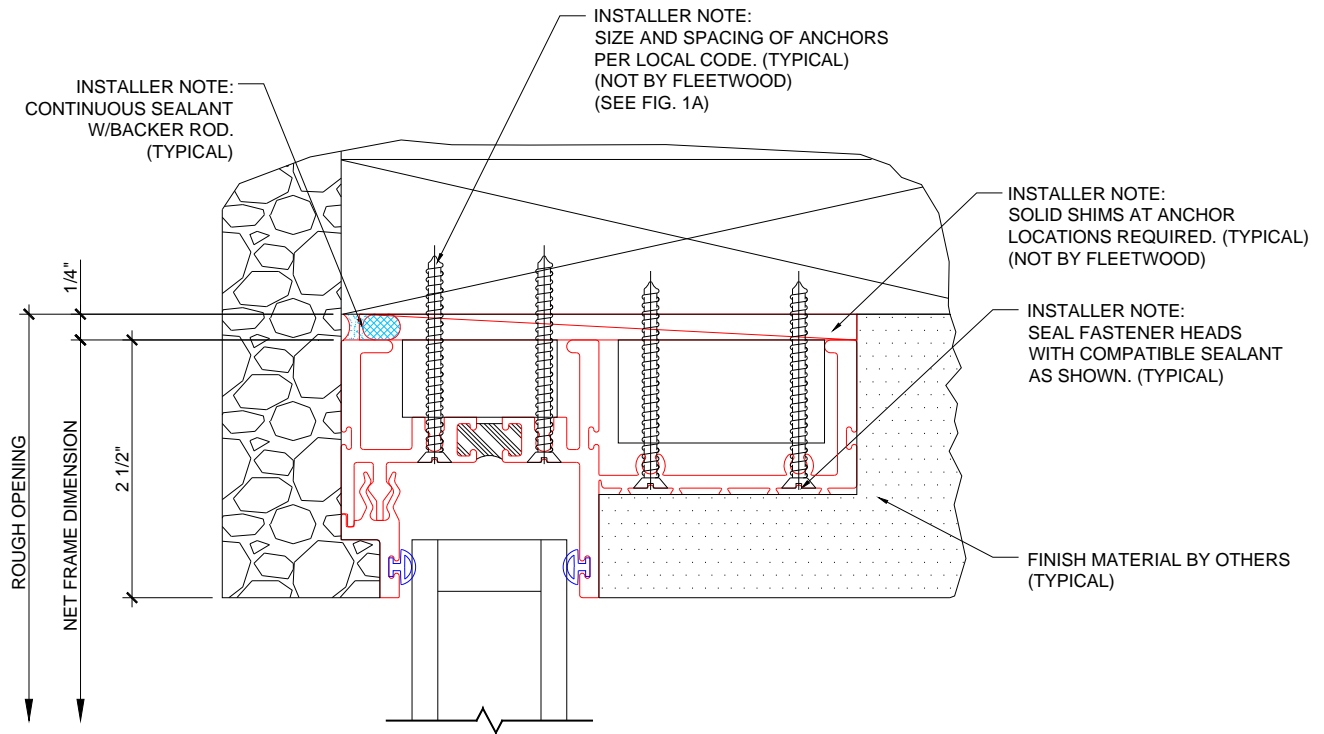 INSTALLER NOTE:
SIZE AND SPACING OF ANCHORS
PER LOCAL CODE. (TYPICAL)
(NOT BY FLEETWOOD)
(SEE FIG. 1A)
INSTALLER NOTE:
CONTINUOUS SEALANT
W/BACKER ROD.
(TYPICAL)
INSTALLER NOTE:
SOLID SHIMS AT ANCHOR
LOCATIONS REQUIRED. (TYPICAL)
(NOT BY FLEETWOOD)
INSTALLER NOTE:
SEAL FASTENER HEADS
WITH COMPATIBLE SEALANT
AS SHOWN. (TYPICAL)
FINISH MATERIAL BY OTHERS
(TYPICAL)
1/4"
2 1/2"
ROUGH OPENING
NET FRAME DIMENSION